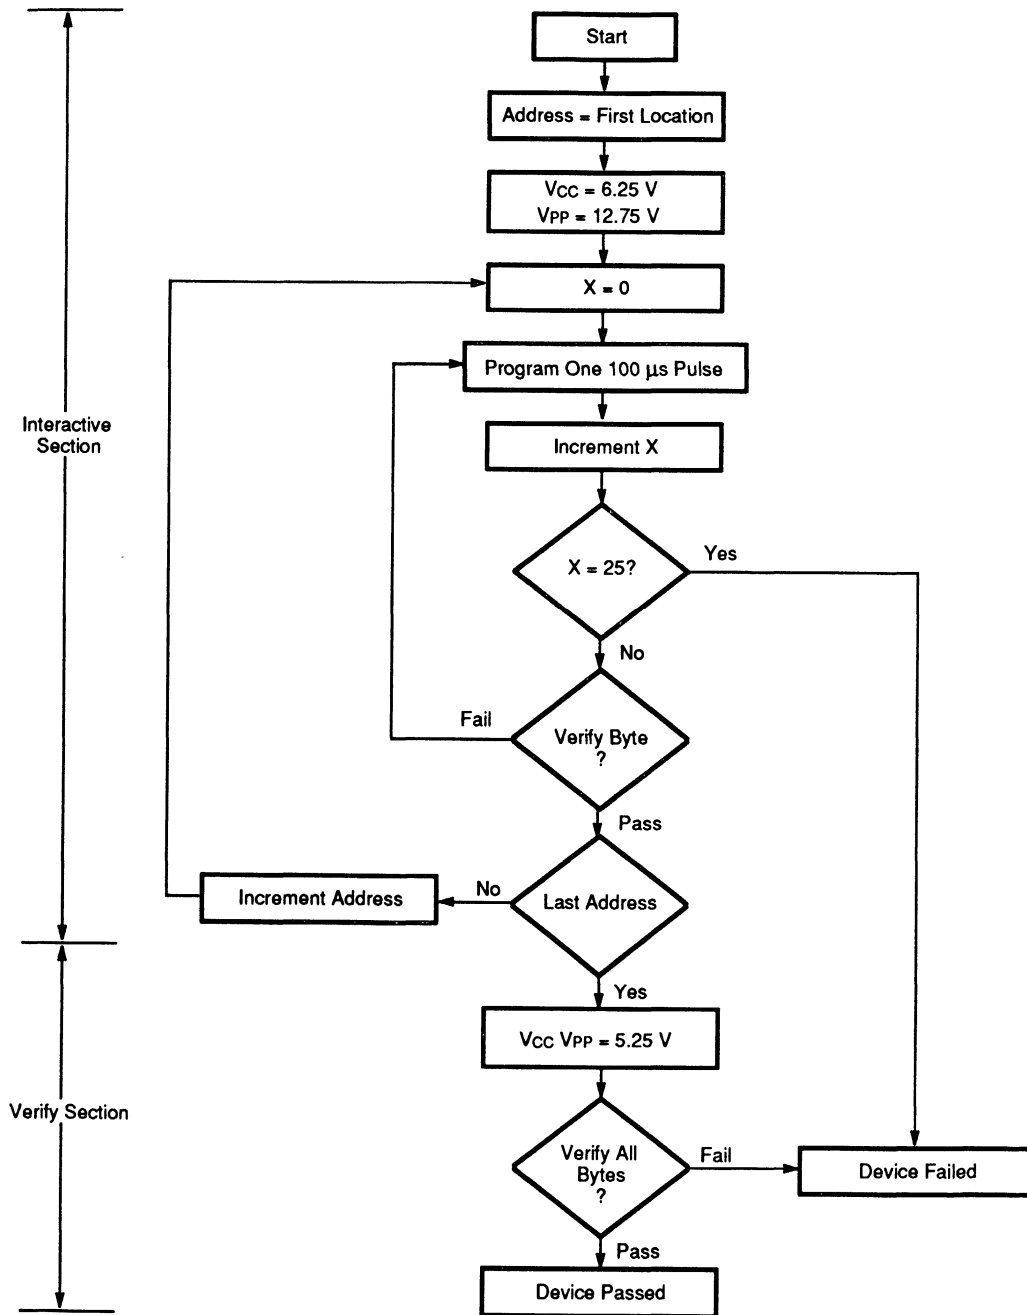 Start
Address = First Location
VCC = 6.25 V
VPP = 12.75 V
X = 0
Program One 100 µs Pulse
Interactive
Section
Increment X
X = 25?
Yes
No
Fail
Verify Byte
?
Pass
Increment Address
No
Last Address
Yes
VCC VPP = 5.25 V
Verify Section
Verify All
Bytes
?
Fail
Device Failed
Pass
Device Passed